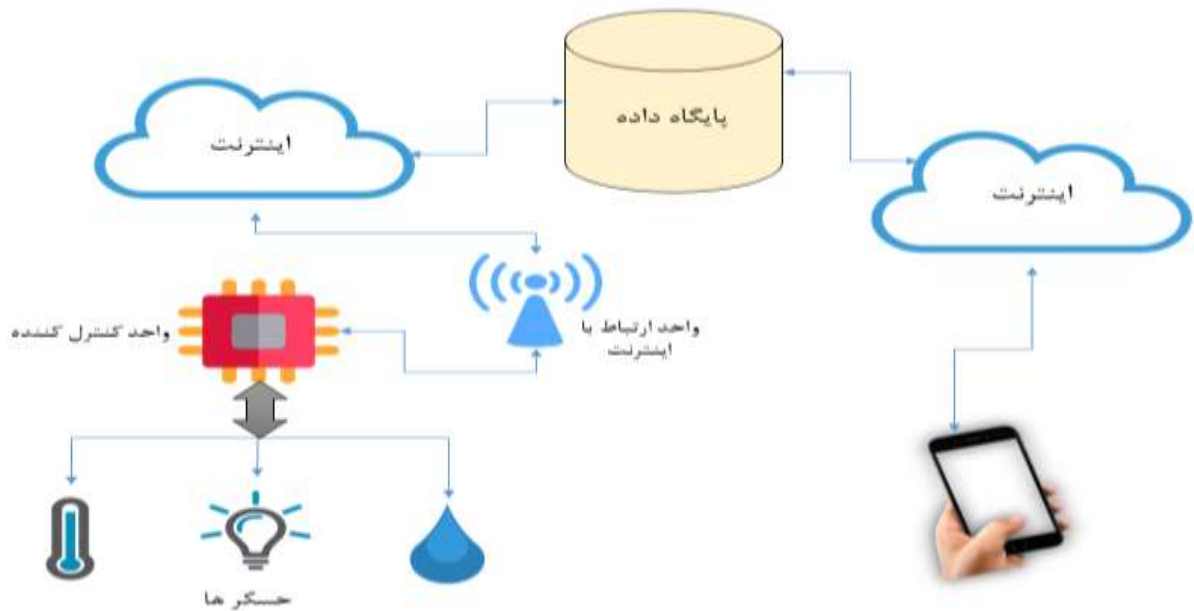 پایگاه داده
اینترنت
اینترنت
واحد ارتباط با
اینترنت
واحد کنترل کننده
حسگر ها